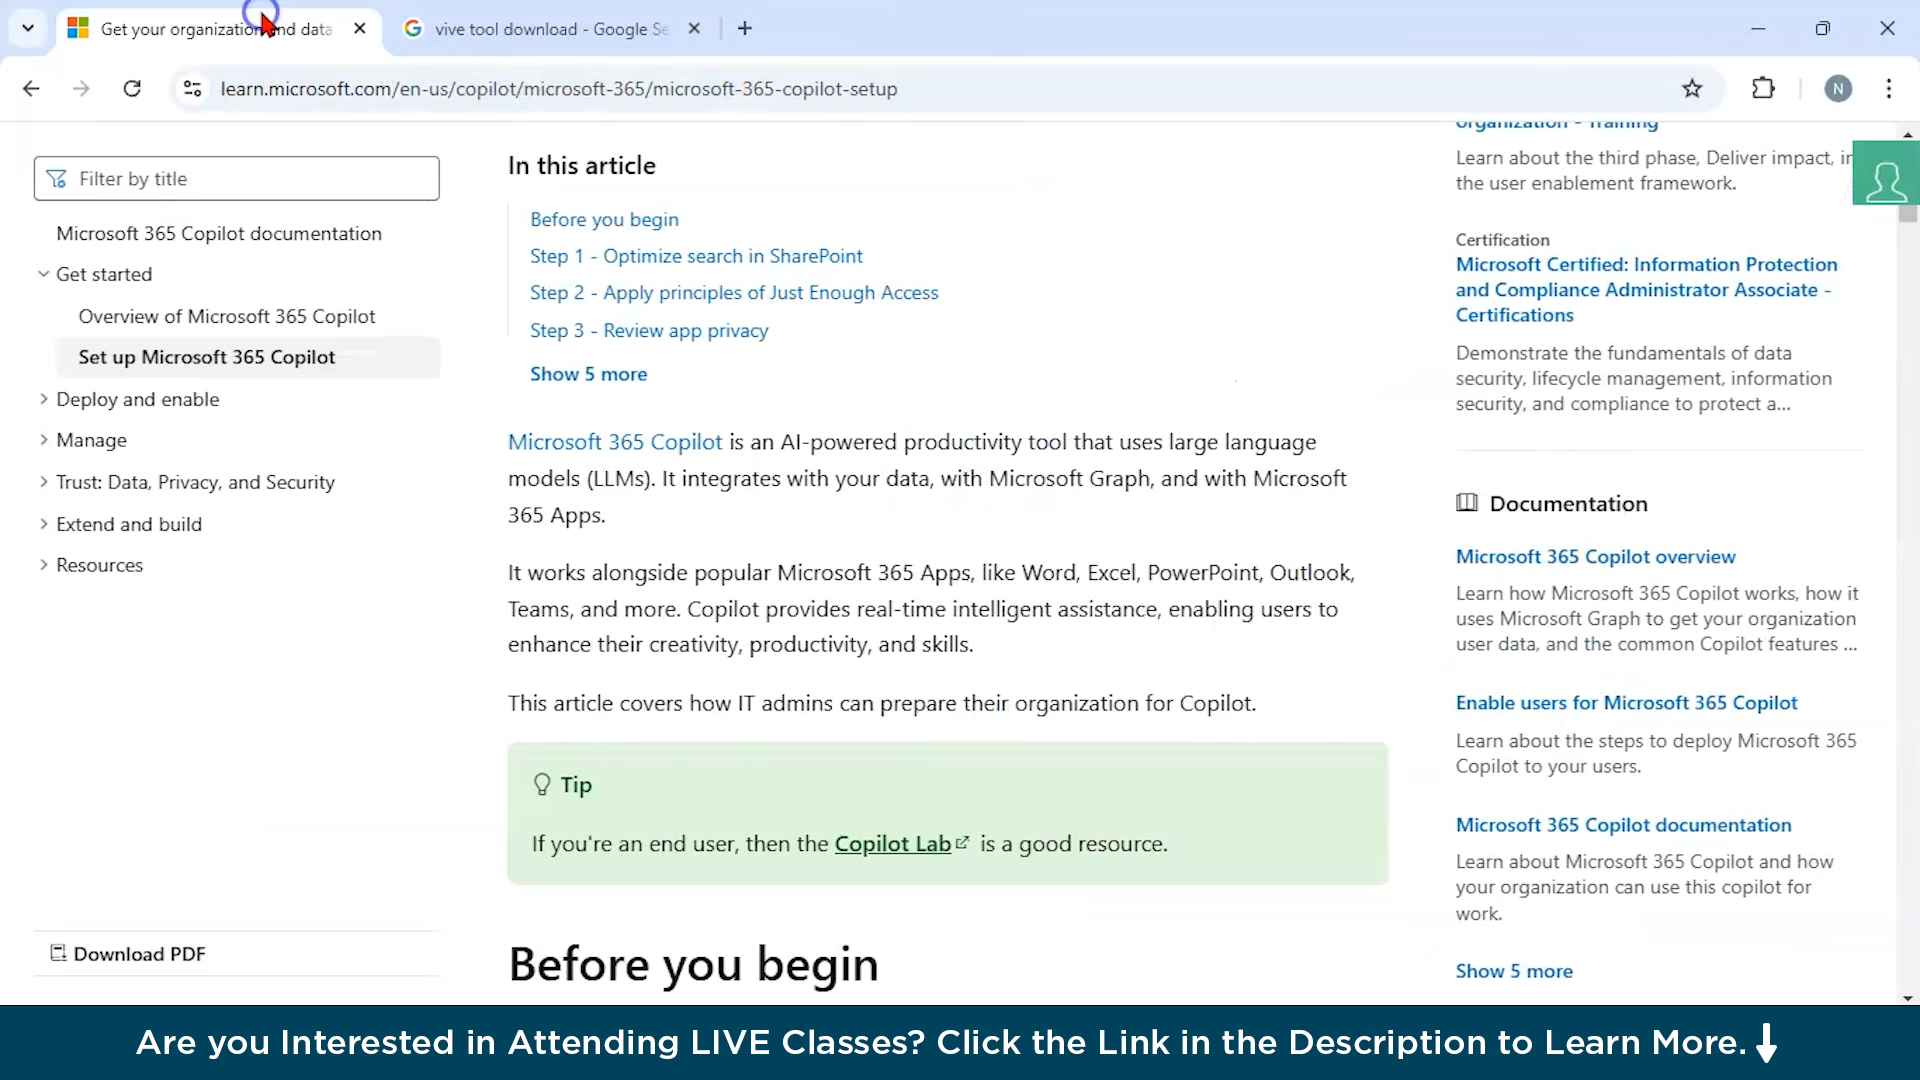 Get your organization and data
vive tool download - Google Se
learn.microsoft.com/en-us/copilot/microsoft-365/microsoft-365-copilot-setup
N
Filter by title
Microsoft 365 Copilot documentation
Get started
Overview of Microsoft 365 Copilot
Set up Microsoft 365 Copilot
Deploy and enable
Manage
Trust: Data, Privacy, and Security
Extend and build
Resources
Download PDF
In this article
Before you begin
Step 1 - Optimize search in SharePoint
Step 2 - Apply principles of Just Enough Access
Step 3 - Review app privacy
Show 5 more
Microsoft 365 Copilot is an AI-powered productivity tool that uses large language
models (LLMs). It integrates with your data, with Microsoft Graph, and with Microsoft
365 Apps.
It works alongside popular Microsoft 365 Apps, like Word, Excel, PowerPoint, Outlook,
Teams, and more. Copilot provides real-time intelligent assistance, enabling users to
enhance their creativity, productivity, and skills.
This article covers how IT admins can prepare their organization for Copilot.
Tip
If you're an end user, then the Copilot Lab is a good resource.
Before you begin
organization - Training
Learn about the third phase, Deliver impact, in
the user enablement framework.
Certification
Microsoft Certified: Information Protection
and Compliance Administrator Associate -
Certifications
Demonstrate the fundamentals of data
security, lifecycle management, information
security, and compliance to protect a...
Documentation
Microsoft 365 Copilot overview
Learn how Microsoft 365 Copilot works, how it
uses Microsoft Graph to get your organization
user data, and the common Copilot features ...
Enable users for Microsoft 365 Copilot
Learn about the steps to deploy Microsoft 365
Copilot to your users.
Microsoft 365 Copilot documentation
Learn about Microsoft 365 Copilot and how
your organization can use this copilot for
work.
Show 5 more
Are you Interested in Attending LIVE Classes? Click the Link in the Description to Learn More.